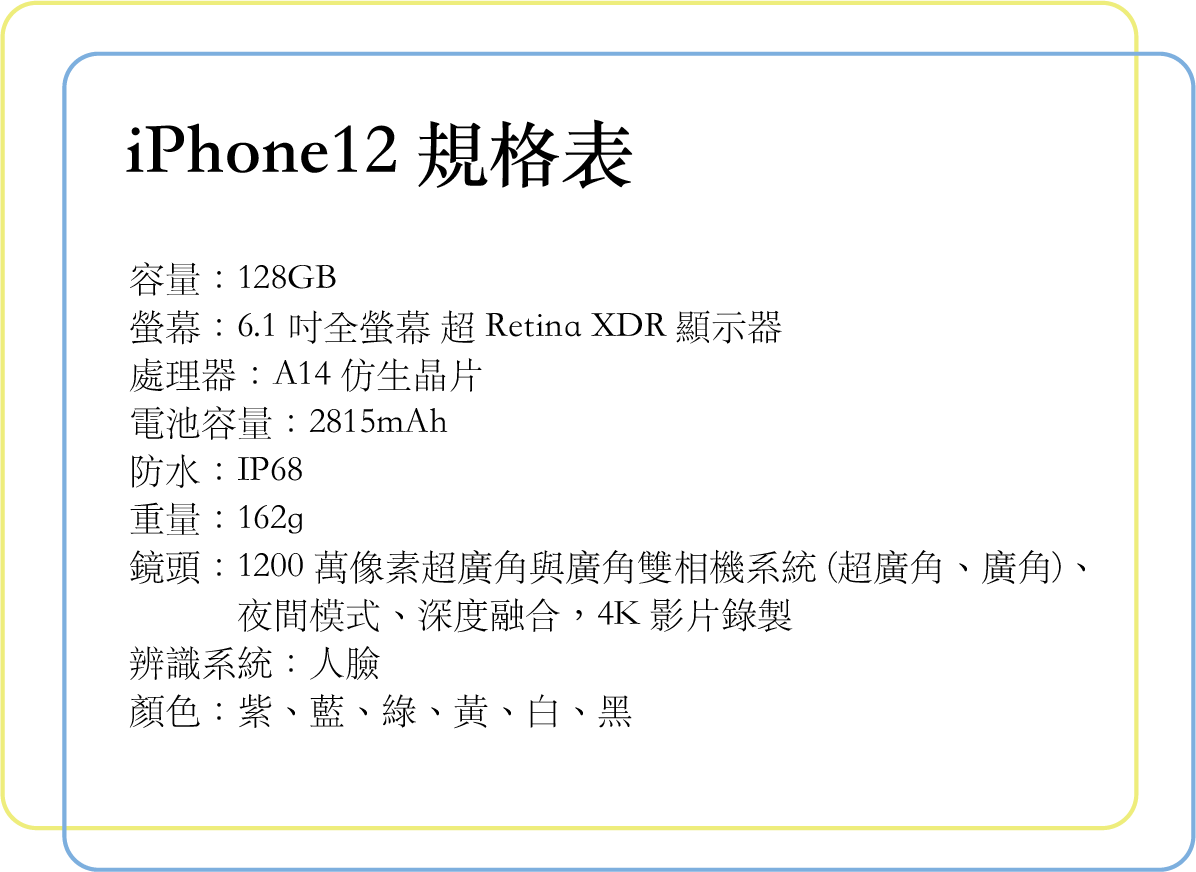 iPhone12 規格表
容量：128GB
螢幕：6.1 吋全螢幕 超 Retina XDR 顯示器
處理器：A14 仿生晶片
電池容量：2815mAh
防水：IP68
重量：162g
鏡頭：1200 萬像素超廣角與廣角雙相機系統 (超廣角、廣角)、
夜間模式、深度融合，4K 影片錄製
辨識系統：人臉
顏色：紫、藍、綠、黃、白、黑